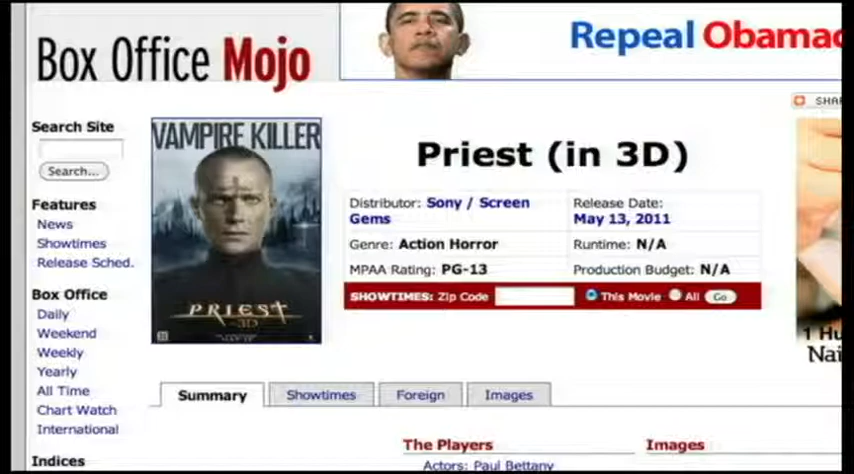 Box Office Mojo
Repeal Obamac
SHAR
Search Site
Search...
Features
News
Showtimes
Release Sched.
Box Office
Daily
Weekend
Weekly
Yearly
All Time
Chart Watch
International
Indices
VAMPIRE KILLER
PRIEST
3D
Priest (in 3D)
Distributor: Sony / Screen Gems
Release Date: May 13, 2011
Genre: Action Horror
Runtime: N/A
MPAA Rating: PG-13
Production Budget: N/A
SHOWTIMES: Zip Code
This Movie
All
Go
1 Hu
Nai
Summary
Showtimes
Foreign
Images
The Players
Images
Actors: Paul Bettany